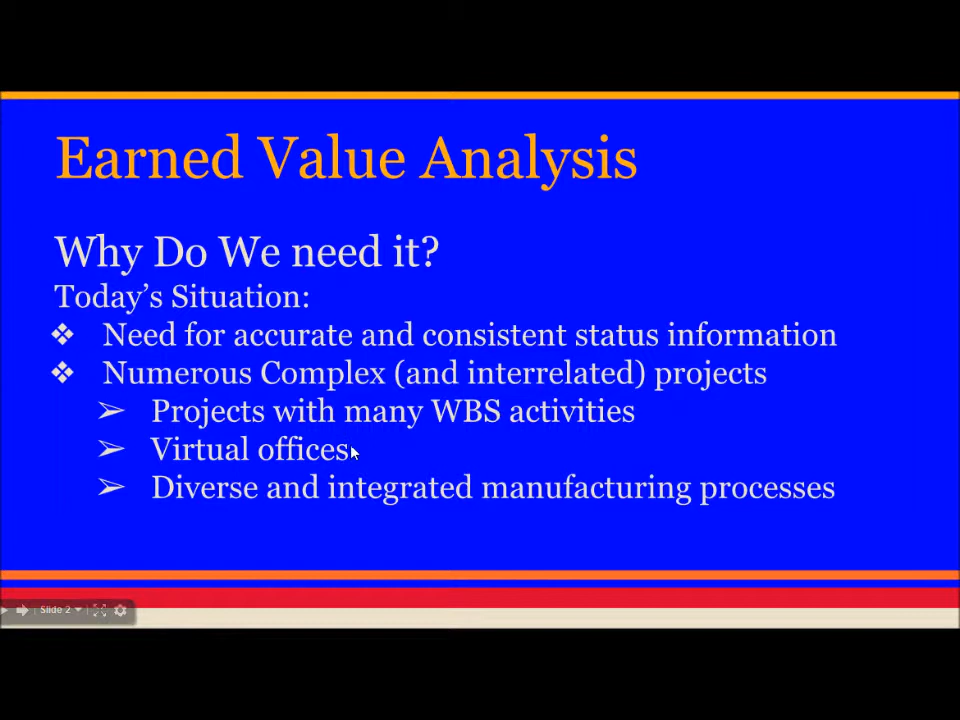 Earned Value Analysis
Why Do We need it?
Today’s Situation:
❖ Need for accurate and consistent status information
❖ Numerous Complex (and interrelated) projects
➢ Projects with many WBS activities
➢ Virtual offices
➢ Diverse and integrated manufacturing processes
Slide 2